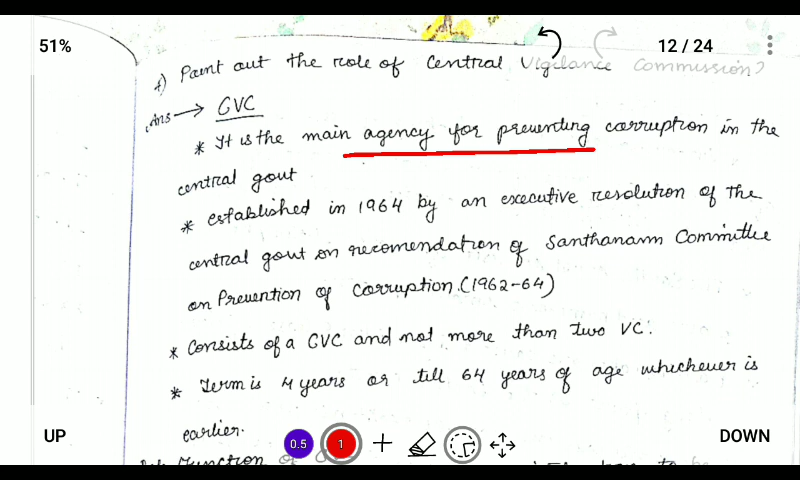 51%
12 / 24
f) Point out the role of Central Vigilance Commission?
Ans → CVC
* It is the main agency for preventing corruption in the
central govt
* established in 1964 by an executive resolution of the
central govt on recomendation of Santhanam Committee
on Prevention of Corruption.(1962-64)
* Consists of a CVC and not more than two VC.
* Term is 4 years or till 64 years of age whichever is
earlier.
UP
DOWN
0.5
1
Function of